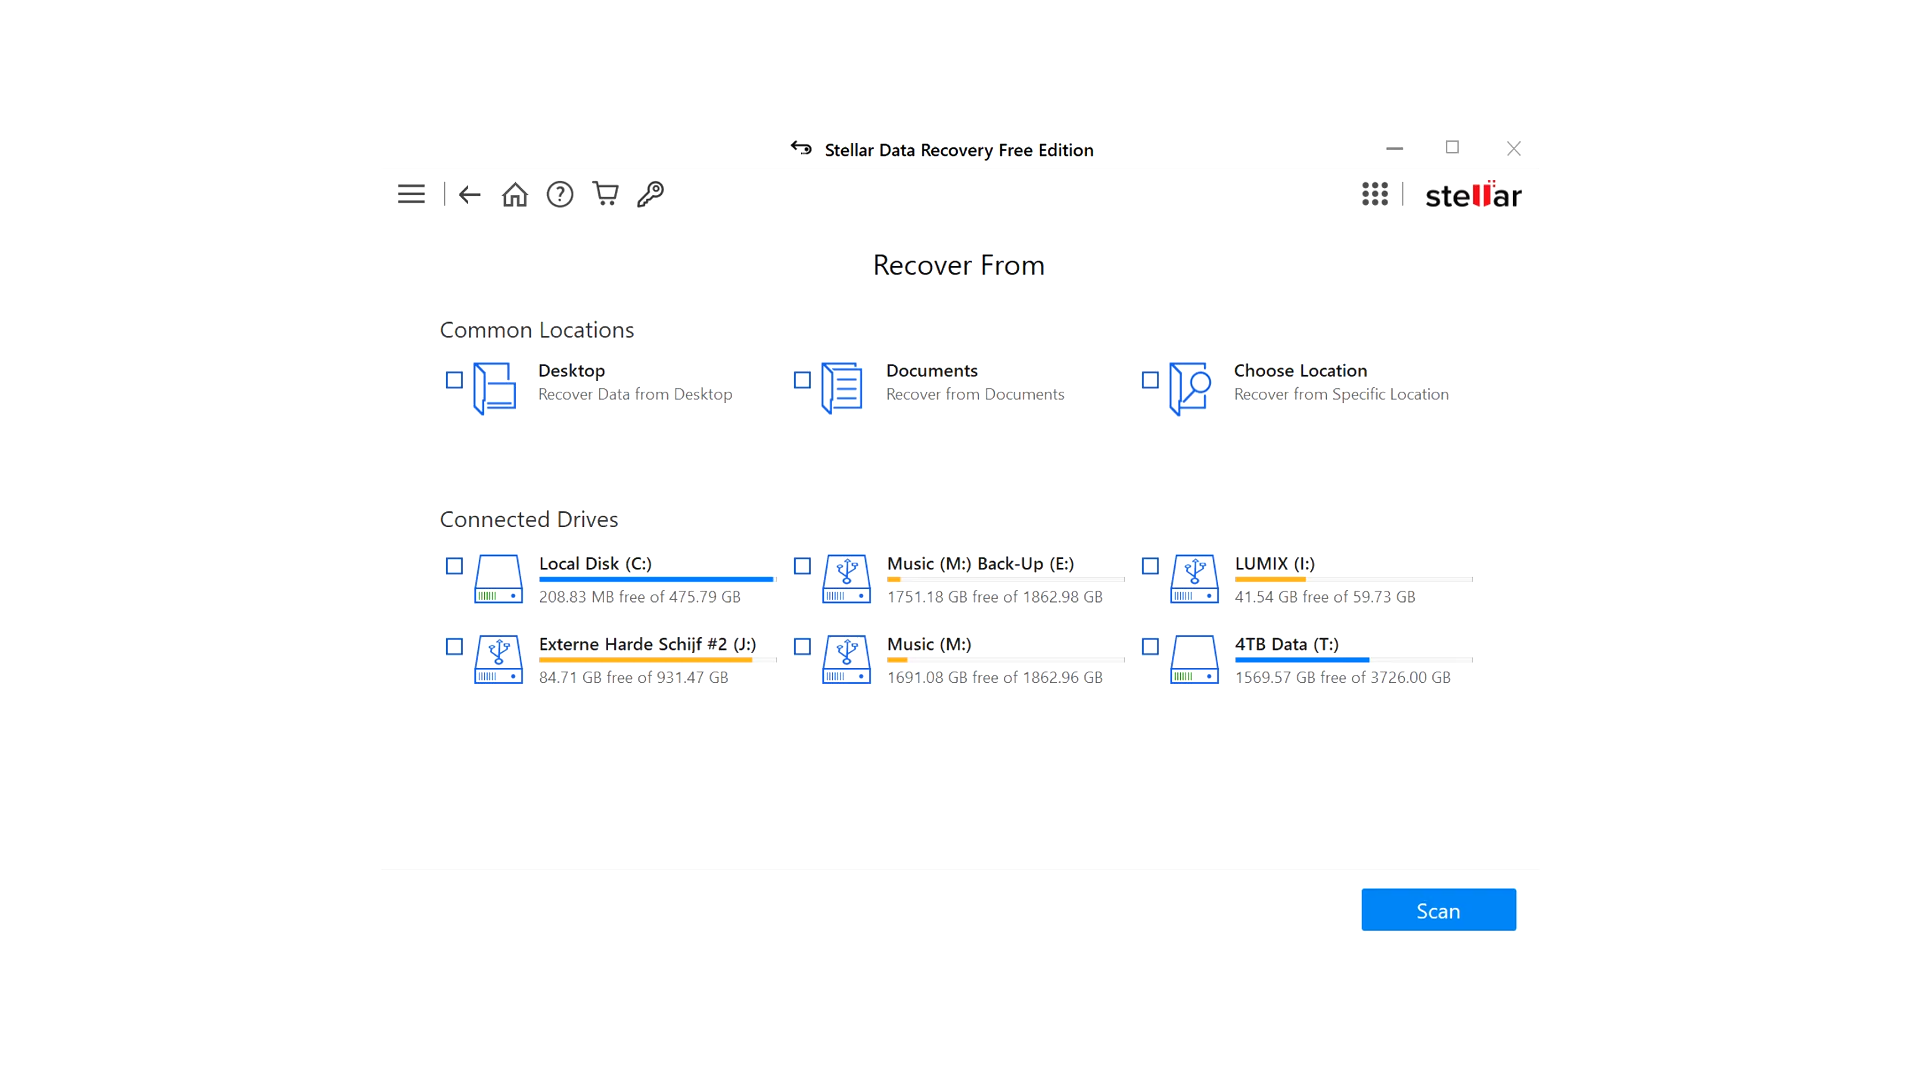 Stellar Data Recovery Free Edition
stellar
Recover From
Common Locations
Desktop
Recover Data from Desktop
Documents
Recover from Documents
Choose Location
Recover from Specific Location
Connected Drives
Local Disk (C:)
208.83 MB free of 475.79 GB
Music (M:) Back-Up (E:)
1751.18 GB free of 1862.98 GB
LUMIX (I:)
41.54 GB free of 59.73 GB
Externe Harde Schijf #2 (J:)
84.71 GB free of 931.47 GB
Music (M:)
1691.08 GB free of 1862.96 GB
4TB Data (T:)
1569.57 GB free of 3726.00 GB
Scan